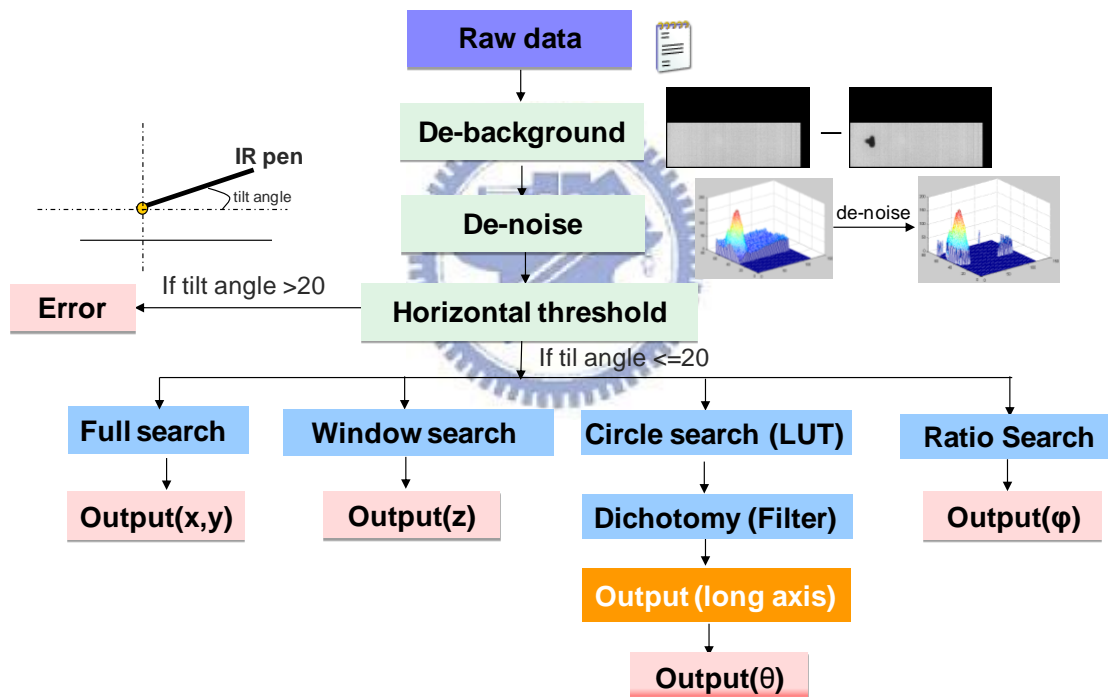 Raw data
De-background
IR pen
tilt angle
De-noise
de-noise
If tilt angle >20
Error
Horizontal threshold
If til angle <=20
Full search
Window search
Circle search (LUT)
Ratio Search
Output(x,y)
Output(z)
Dichotomy (Filter)
Output(φ)
Output (long axis)
Output(θ)